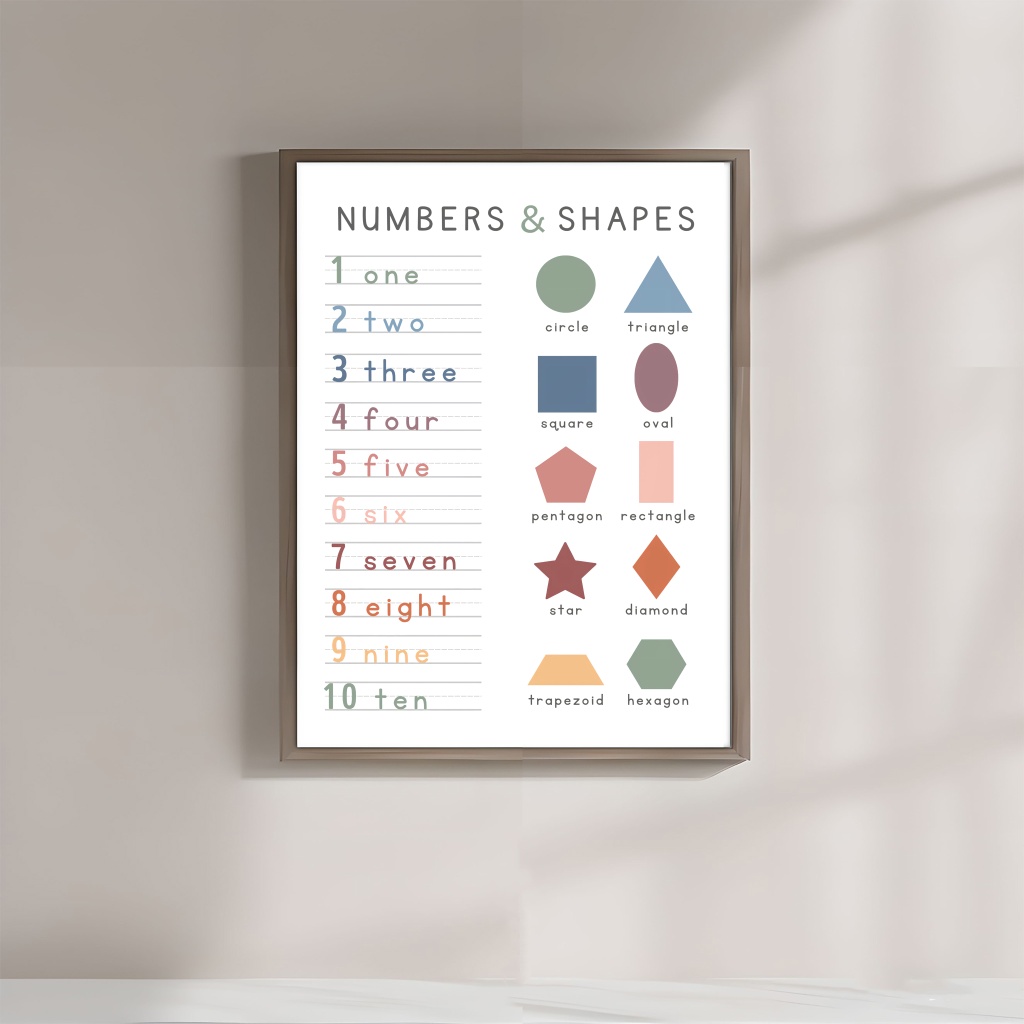 NUMBERS & SHAPES
1 one
2 two
3 three
4 four
5 five
6 six
7 seven
8 eight
9 nine
10 ten
circle triangle
square oval
pentagon rectangle
star diamond
trapezoid hexagon